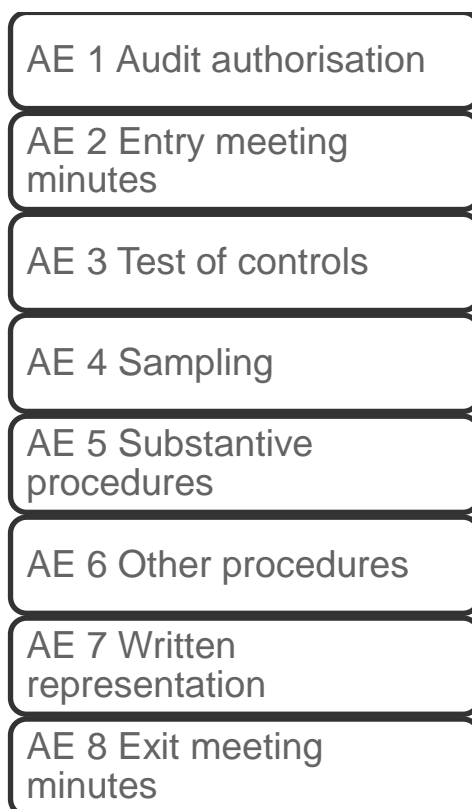 AE 1 Audit authorisation
AE 2 Entry meeting
minutes
AE 3 Test of controls
AE 4 Sampling
AE 5 Substantive
procedures
AE 6 Other procedures
AE 7 Written
representation
AE 8 Exit meeting
minutes